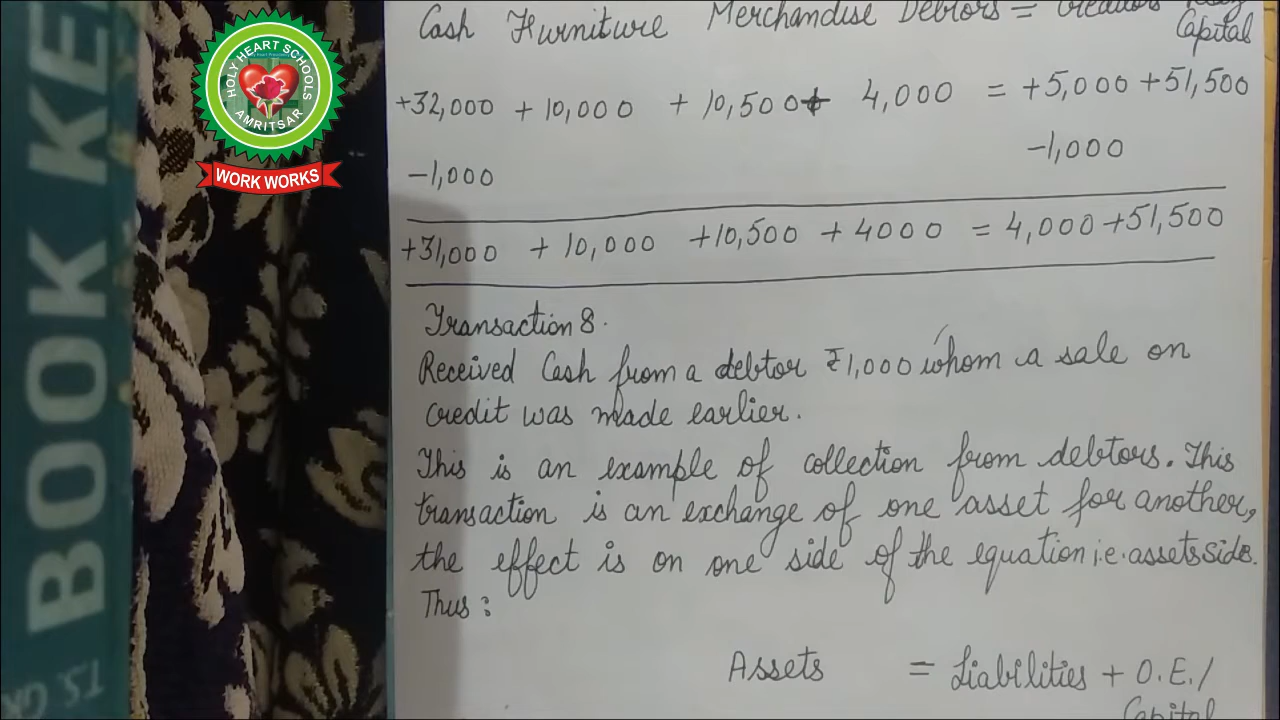 Cash Furniture Merchandise Debtors = Creditors
Capital
+32,000 + 10,000 + 10,500 + 4,000 = +5,000 +51,500
-1,000 -1,000
+31,000 + 10,000 +10,500 + 4000 = 4,000 +51,500
Transaction 8.
Received Cash from a debtor ₹1,000 whom a sale on
credit was made earlier.
This is an example of collection from debtors. This
transaction is an exchange of one asset for another,
the effect is on one side of the equation i.e. assets side.
Thus :
Assets = Liabilities + O.E./
Capital
HOLY HEART SCHOOLS
AMRITSAR
WORK WORKS
BOOK KE